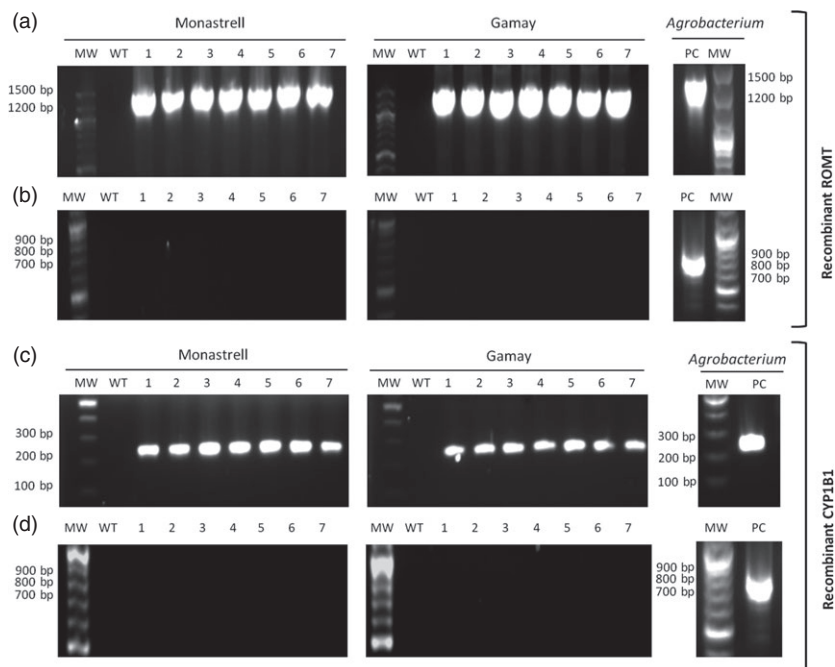 (a) Monastrell Gamay Agrobacterium
MW WT 1 2 3 4 5 6 7 MW WT 1 2 3 4 5 6 7 PC MW
1500 bp 1500 bp
1200 bp 1200 bp
(b) MW WT 1 2 3 4 5 6 7 MW WT 1 2 3 4 5 6 7 PC MW
900 bp 900 bp
800 bp 800 bp
700 bp 700 bp
Recombinant ROMT
(c) Monastrell Gamay Agrobacterium
MW WT 1 2 3 4 5 6 7 MW WT 1 2 3 4 5 6 7 MW PC
300 bp 300 bp
200 bp 200 bp
100 bp 100 bp
(d) MW WT 1 2 3 4 5 6 7 MW WT 1 2 3 4 5 6 7 MW PC
900 bp 900 bp
800 bp 800 bp
700 bp 700 bp
Recombinant CYP1B1